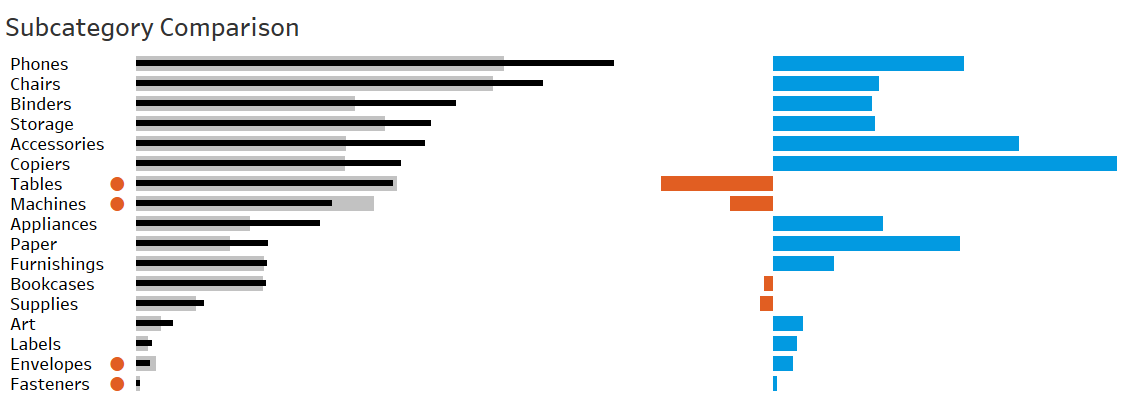 Subcategory Comparison
Phones
Chairs
Binders
Storage
Accessories
Copiers
Tables
Machines
Appliances
Paper
Furnishings
Bookcases
Supplies
Art
Labels
Envelopes
Fasteners